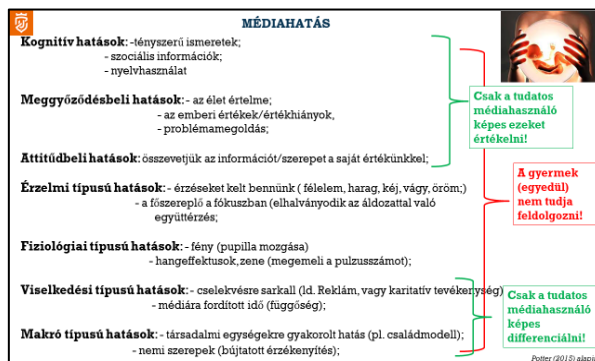 MÉDIAHATÁS
Kognitív hatások: -tényszerű ismeretek;
- szociális információk;
- nyelvhasználat
Meggyőződésbeli hatások: - az élet értelme;
- az emberi értékek/értékhiányok,
- problémamegoldás;
Attitűdbeli hatások: összevetjük az információt/szerepet a saját értékünkkel;
Érzelmi típusú hatások: - érzéseket kelt bennünk ( félelem, harag, kéj, vágy, öröm;)
- a főszereplő a fókuszban (elhalványodik az áldozattal való
együttérzés;
Fiziológiai típusú hatások: - fény (pupilla mozgása)
- hangeffektusok, zene (megemeli a pulzusszámot);
Viselkedési típusú hatások: - cselekvésre sarkall (ld. Reklám, vagy karitatív tevékenység)
- médiára fordított idő (függőség);
Makró típusú hatások: - társadalmi egységekre gyakorolt hatás (pl. családmodell);
- nemi szerepek (bújtatott érzékenyítés);
Csak a tudatos
médiahasználó
képes ezeket
értékelni!
A gyermek
(egyedül)
nem tudja
feldolgozni!
Csak a tudatos
médiahasználó
képes
differenciálni!
Potter (2015) alapján